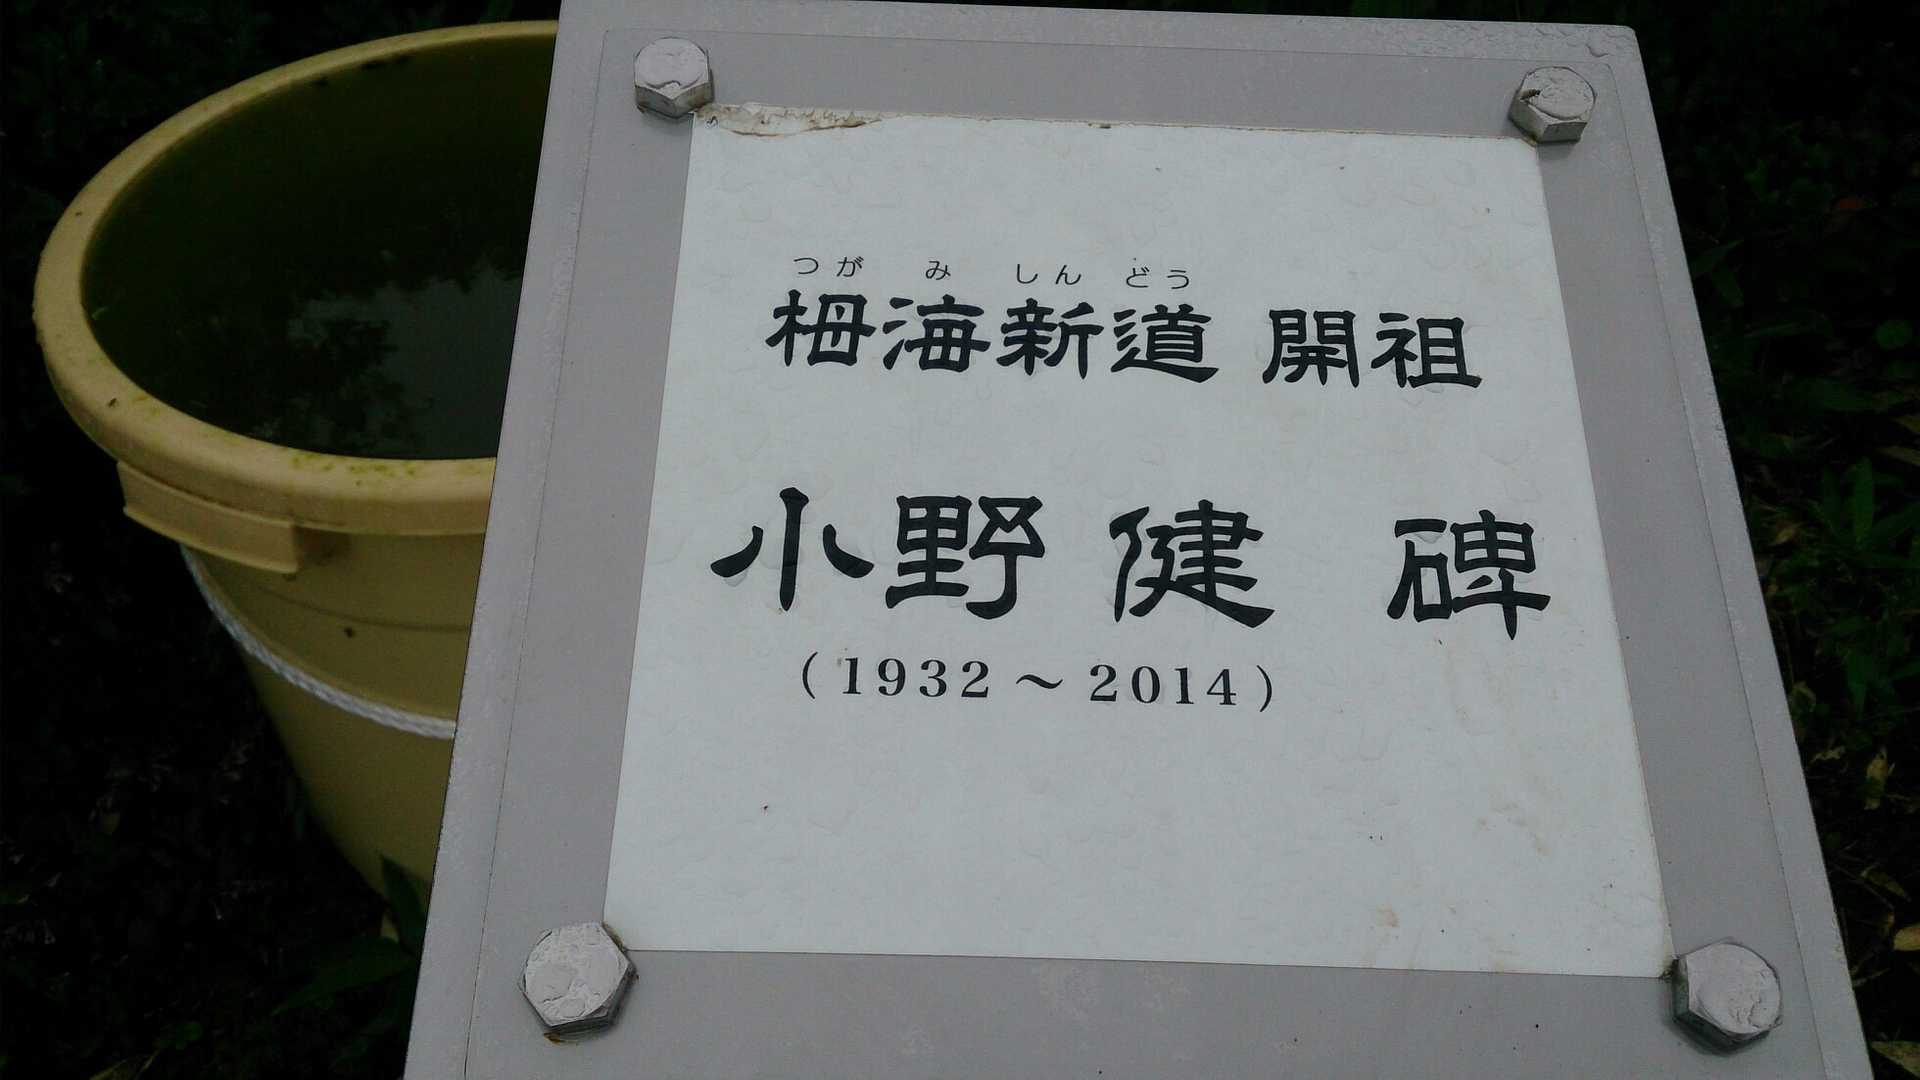 つがみしんどう
栂海新道 開祖
小野 健 碑
(1932~2014)